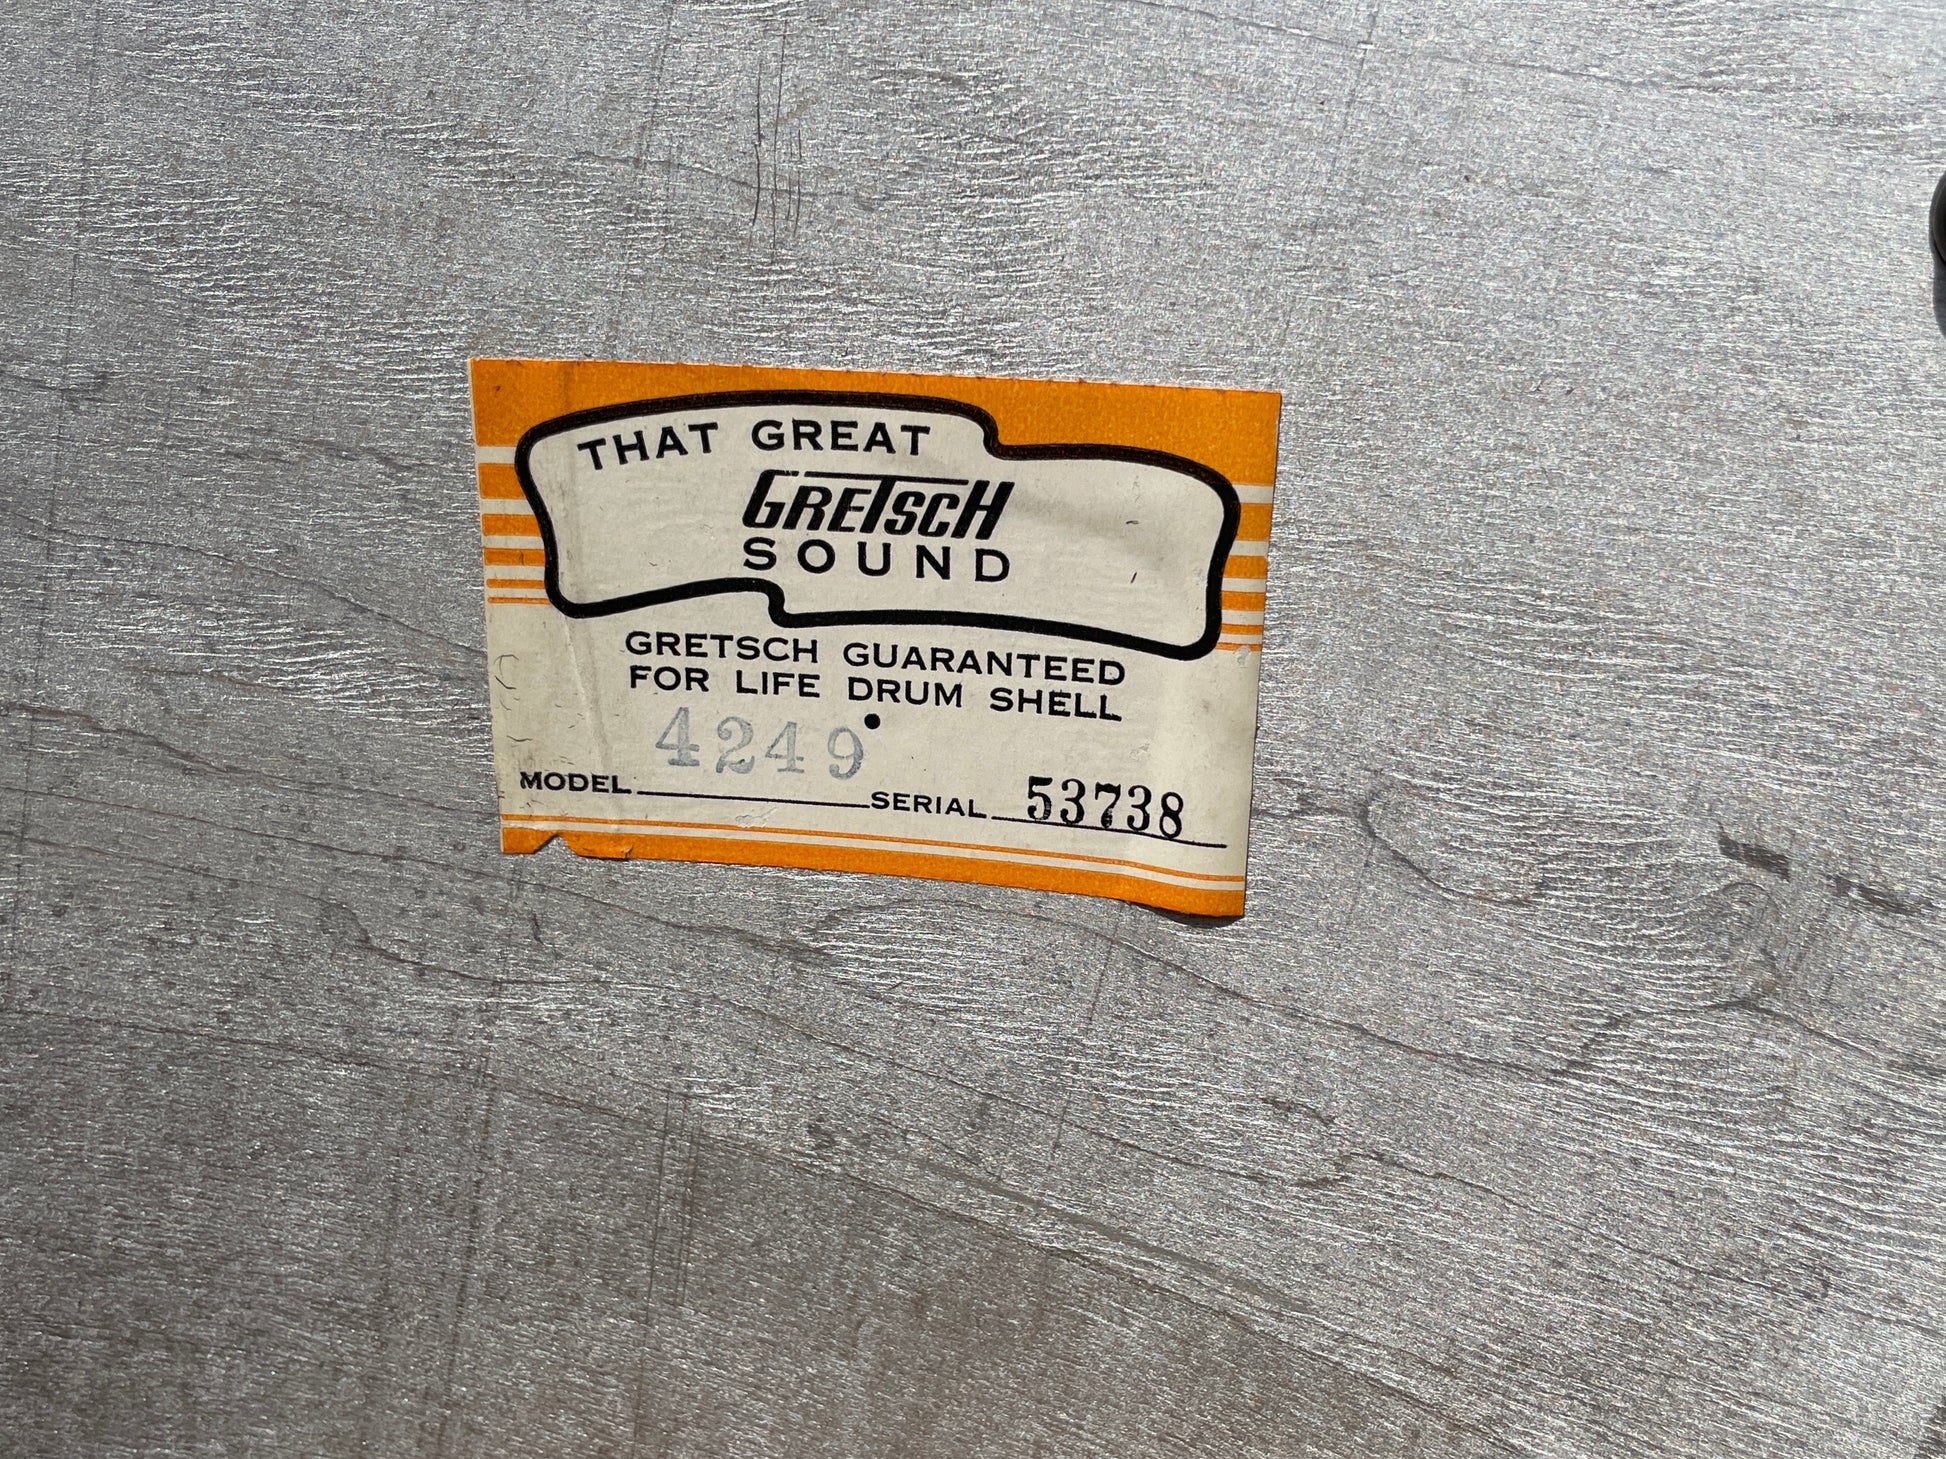 THAT GREAT
GRETSCH
SOUND
GRETSCH GUARANTEED
FOR LIFE DRUM SHELL
4249
MODEL SERIAL 53738